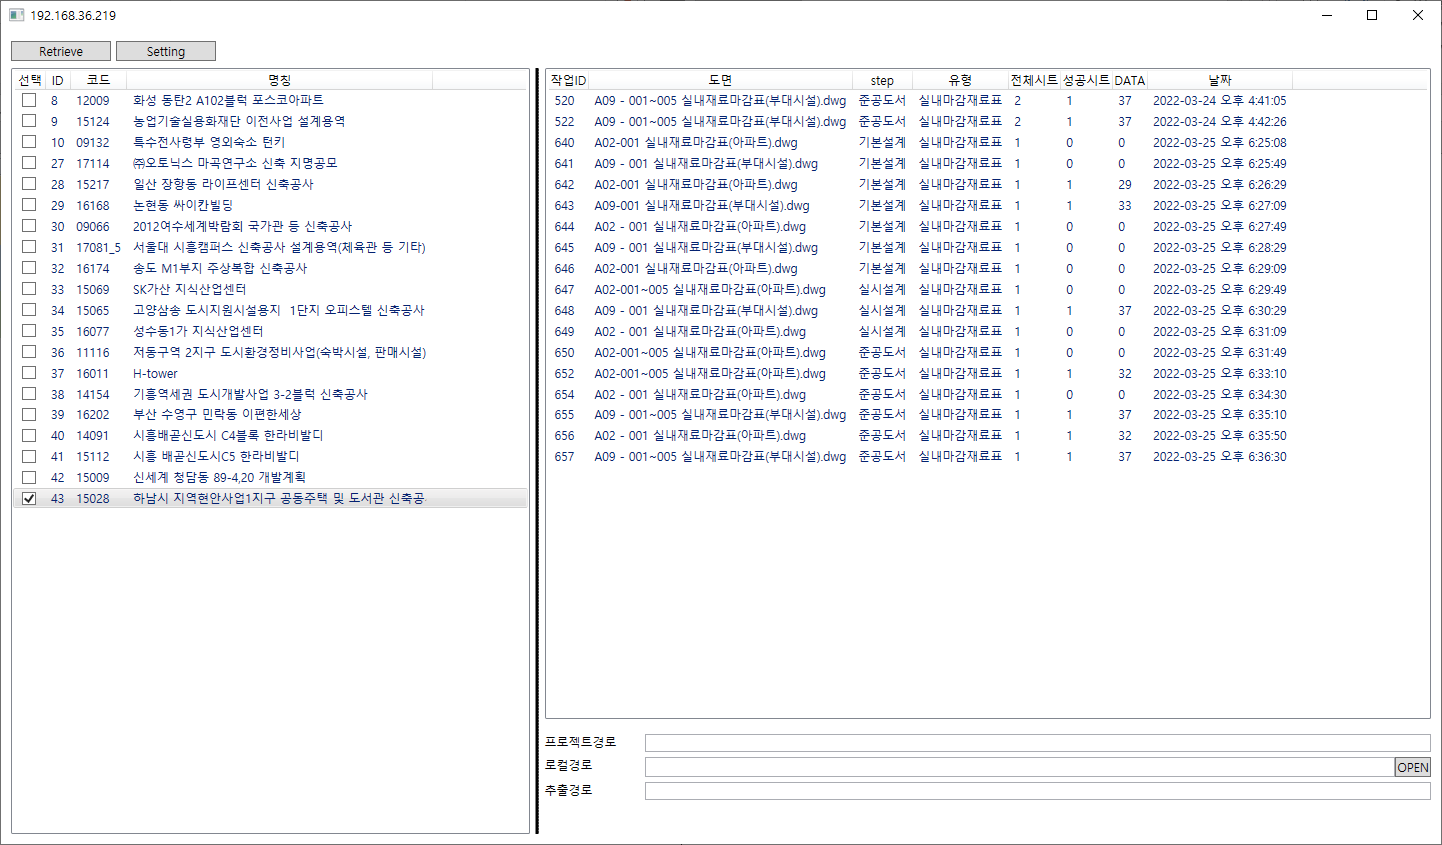 192.168.36.219
Retrieve Setting
선택 ID 코드 명칭
8 12009 화성 동탄2 A102블럭 포스코아파트
9 15124 농업기술실용화재단 이전사업 설계용역
10 09132 특수전사령부 영외숙소 턴키
27 17114 ㈜오토닉스 마곡연구소 신축 지명공모
28 15217 일산 장항동 라이프센터 신축공사
29 16168 논현동 싸이칸빌딩
30 09066 2012여수세계박람회 국가관 등 신축공사
31 17081_5 서울대 시흥캠퍼스 신축공사 설계용역(체육관 등 기타)
32 16174 송도 M1부지 주상복합 신축공사
33 15069 SK가산 지식산업센터
34 15065 고양삼송 도시지원시설용지 1단지 오피스텔 신축공사
35 16077 성수동1가 지식산업센터
36 11116 저동구역 2지구 도시환경정비사업(숙박시설, 판매시설)
37 16011 H-tower
38 14154 기흥역세권 도시개발사업 3-2블럭 신축공사
39 16202 부산 수영구 민락동 이편한세상
40 14091 시흥배곧신도시 C4블록 한라비발디
41 15112 시흥 배곧신도시C5 한라비발디
42 15009 신세계 청담동 89-4,20 개발계획
43 15028 하남시 지역현안사업1지구 공동주택 및 도서관 신축공
작업ID 도면 step 유형 전체시트 성공시트 DATA 날짜
520 A09 - 001~005 실내재료마감표(부대시설).dwg 준공도서 실내마감재료표 2 1 37 2022-03-24 오후 4:41:05
522 A09 - 001~005 실내재료마감표(부대시설).dwg 준공도서 실내마감재료표 2 1 37 2022-03-24 오후 4:42:26
640 A02-001 실내재료마감표(아파트).dwg 기본설계 실내마감재료표 1 0 0 2022-03-25 오후 6:25:08
641 A09 - 001 실내재료마감표(부대시설).dwg 기본설계 실내마감재료표 1 0 0 2022-03-25 오후 6:25:49
642 A02-001 실내재료마감표(아파트).dwg 기본설계 실내마감재료표 1 1 29 2022-03-25 오후 6:26:29
643 A09-001 실내재료마감표(부대시설).dwg 기본설계 실내마감재료표 1 1 33 2022-03-25 오후 6:27:09
644 A02 - 001 실내재료마감표(아파트).dwg 기본설계 실내마감재료표 1 0 0 2022-03-25 오후 6:27:49
645 A09 - 001 실내재료마감표(부대시설).dwg 기본설계 실내마감재료표 1 0 0 2022-03-25 오후 6:28:29
646 A02-001 실내재료마감표(아파트).dwg 기본설계 실내마감재료표 1 0 0 2022-03-25 오후 6:29:09
647 A02-001~005 실내재료마감표(아파트).dwg 실시설계 실내마감재료표 1 0 0 2022-03-25 오후 6:29:49
648 A09 - 001 실내재료마감표(부대시설).dwg 실시설계 실내마감재료표 1 1 37 2022-03-25 오후 6:30:29
649 A02 - 001 실내재료마감표(아파트).dwg 실시설계 실내마감재료표 1 0 0 2022-03-25 오후 6:31:09
650 A02-001~005 실내재료마감표(아파트).dwg 준공도서 실내마감재료표 1 0 0 2022-03-25 오후 6:31:49
652 A02-001~005 실내재료마감표(아파트).dwg 준공도서 실내마감재료표 1 1 32 2022-03-25 오후 6:33:10
654 A02 - 001 실내재료마감표(아파트).dwg 준공도서 실내마감재료표 1 0 0 2022-03-25 오후 6:34:30
655 A09 - 001~005 실내재료마감표(부대시설).dwg 준공도서 실내마감재료표 1 1 37 2022-03-25 오후 6:35:10
656 A02 - 001 실내재료마감표(아파트).dwg 준공도서 실내마감재료표 1 1 32 2022-03-25 오후 6:35:50
657 A09 - 001~005 실내재료마감표(부대시설).dwg 준공도서 실내마감재료표 1 1 37 2022-03-25 오후 6:36:30
프로젝트경로
로컬경로 OPEN
추출경로